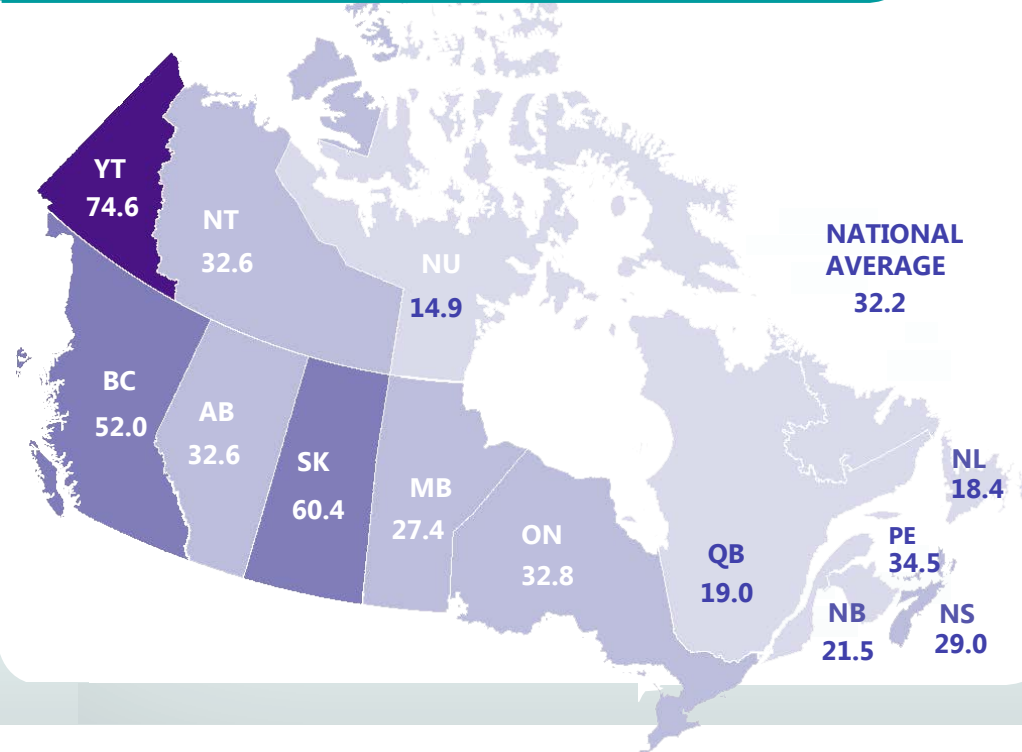 YT
74.6
NT
32.6
NU
14.9
NATIONAL
AVERAGE
32.2
BC
52.0
AB
32.6
SK
60.4
MB
27.4
ON
32.8
QB
19.0
NL
18.4
PE
34.5
NB
21.5
NS
29.0